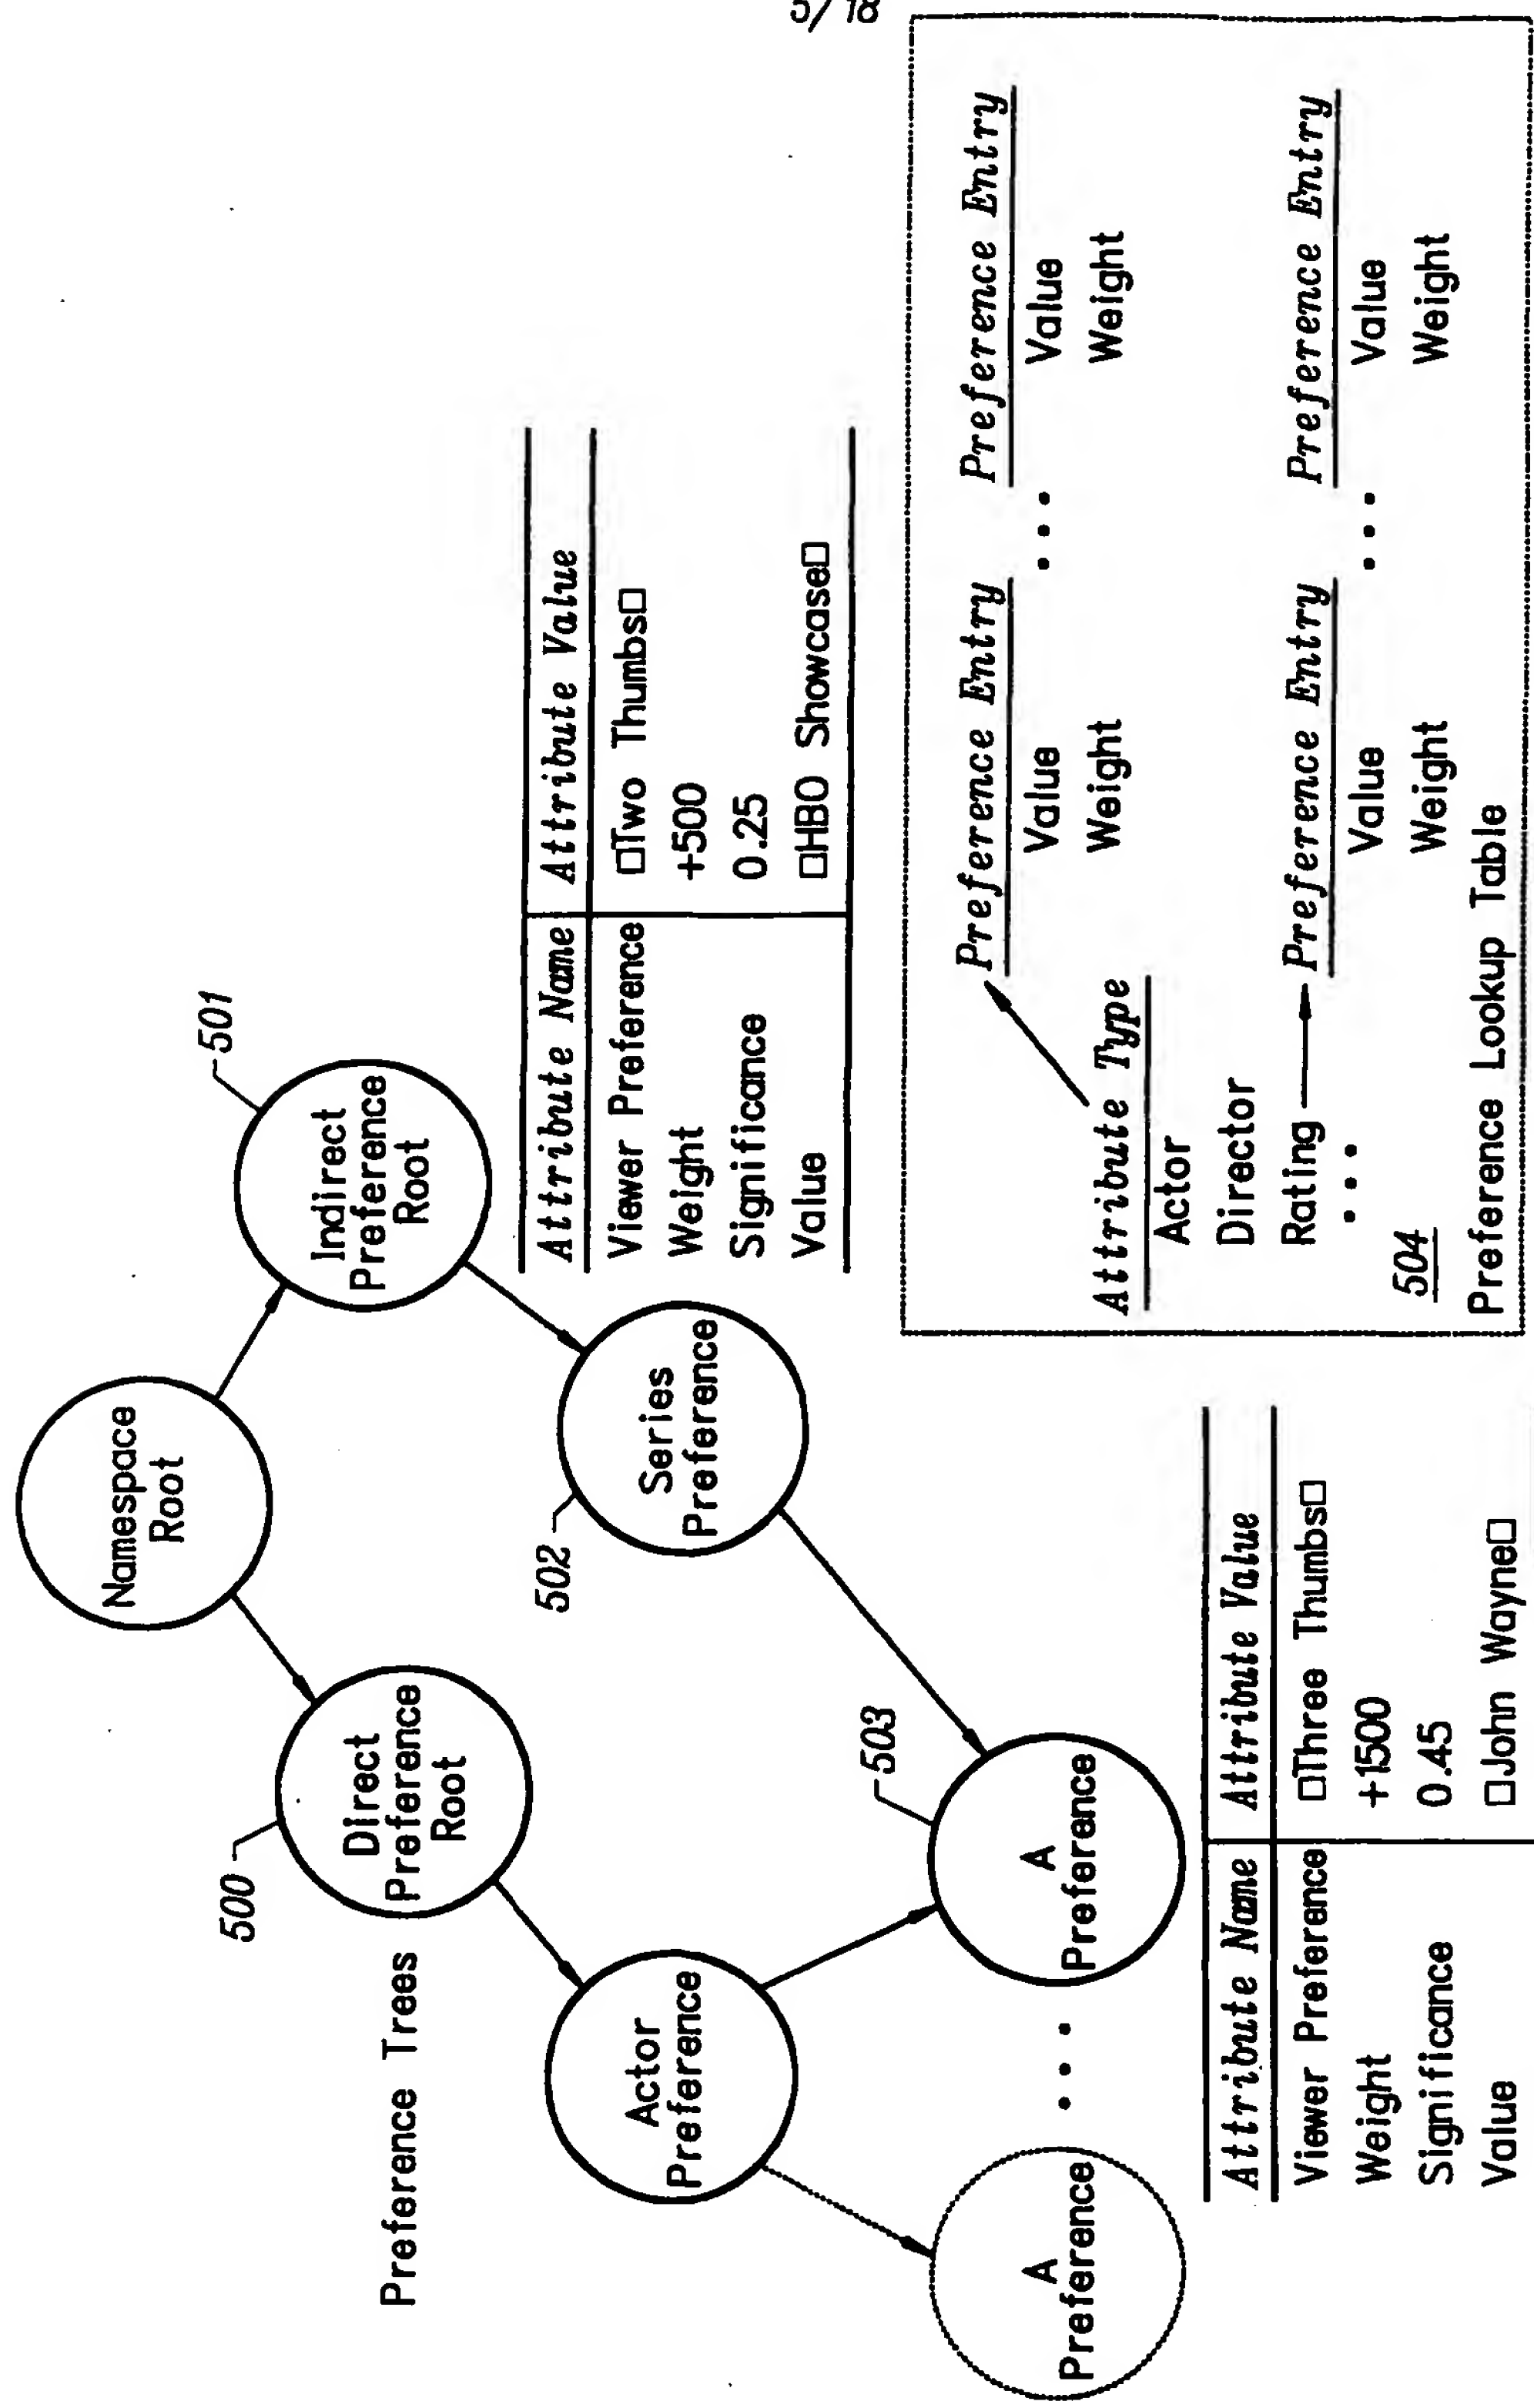 5/18
Preference Trees
Namespace
Root
500
Direct
Preference
Root
501
Indirect
Preference
Root
Actor
Preference
502
Series
Preference
503
A
Preference
• • •
A
Preference
Attribute Name Attribute Value
Viewer Preference □Two Thumbs□
Weight +500
Significance 0.25
Value □HBO Showcase□
Attribute Name Attribute Value
Viewer Preference □Three Thumbs□
Weight +1500
Significance 0.45
Value □John Wayne□
Preference Entry Preference Entry
Value • • • Value
Weight Weight
Attribute Type
Actor
Director
Rating Preference Entry Preference Entry
• • • Value • • • Value
Weight Weight
504
Preference Lookup Table